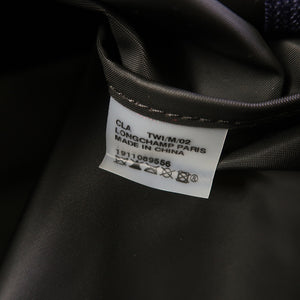 CLA TWI/M/02
LONGCHAMP PARIS
MADE IN CHINA
1911089556